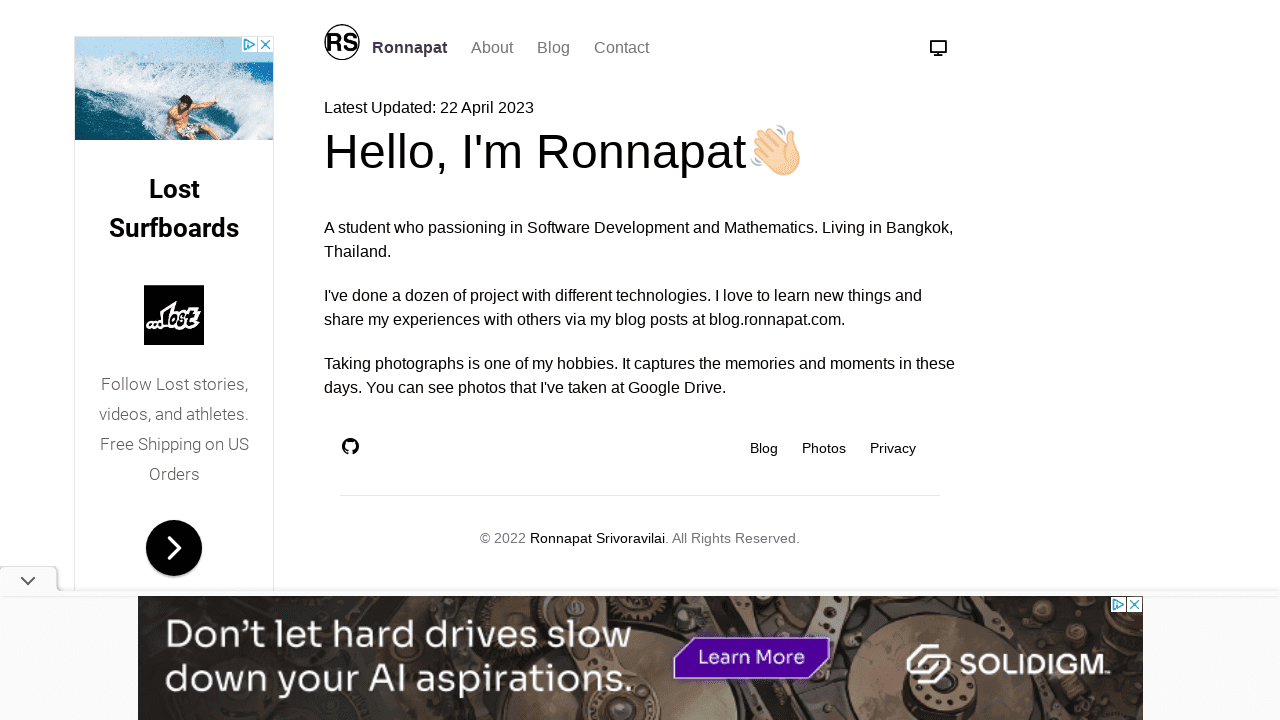 RS
Ronnapat About Blog Contact
Latest Updated: 22 April 2023
Hello, I'm Ronnapat👋🏻
A student who passioning in Software Development and Mathematics. Living in Bangkok,
Thailand.
I've done a dozen of project with different technologies. I love to learn new things and
share my experiences with others via my blog posts at blog.ronnapat.com.
Taking photographs is one of my hobbies. It captures the memories and moments in these
days. You can see photos that I've taken at Google Drive.
Blog Photos Privacy
© 2022 Ronnapat Srivoravilai. All Rights Reserved.
Lost
Surfboards
...Lost
Follow Lost stories,
videos, and athletes.
Free Shipping on US
Orders
Don't let hard drives slow
down your AI aspirations.
Learn More
SOLIDIGM™